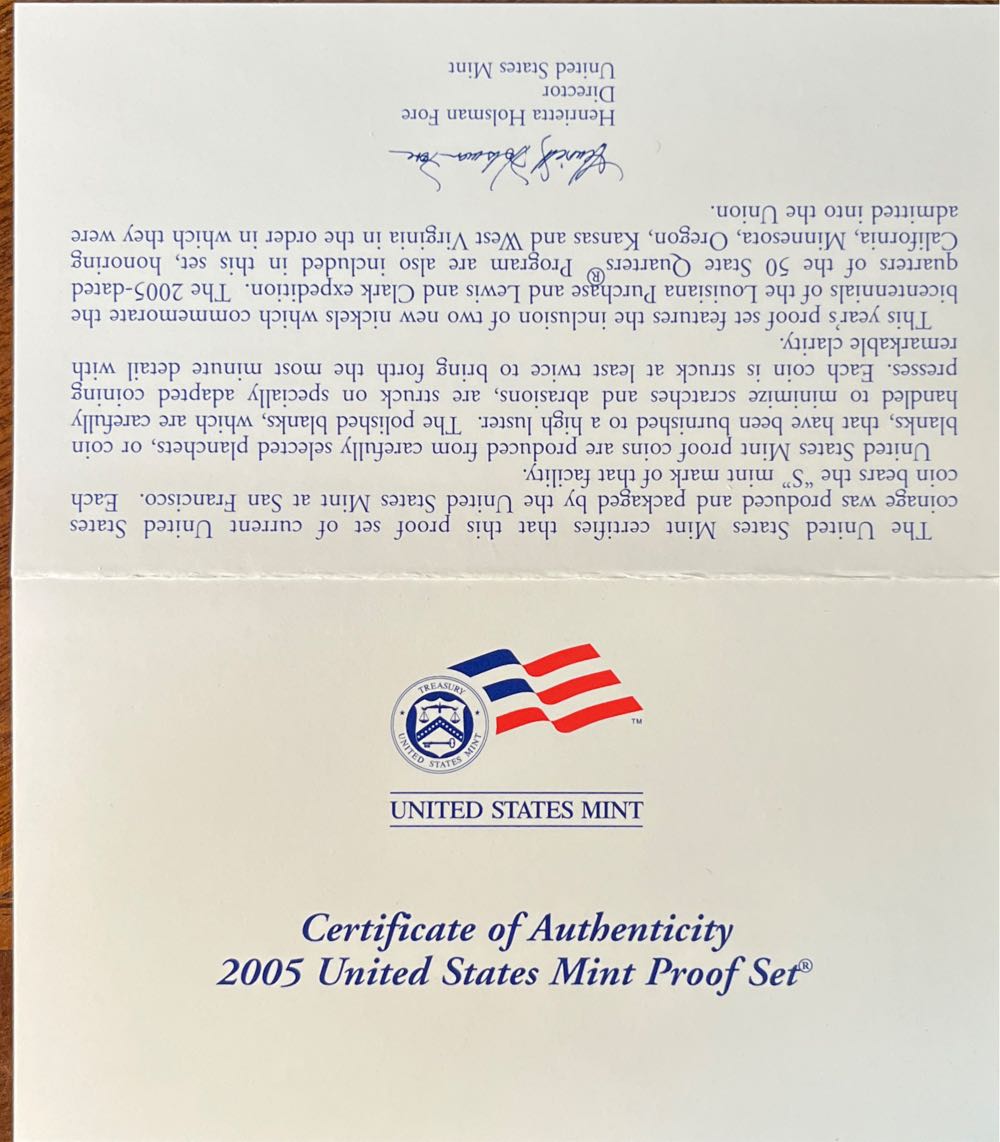 The United States Mint certifies that this proof set of current United States
coinage was produced and packaged by the United States Mint at San Francisco. Each
coin bears the “S” mint mark of that facility.
United States Mint proof coins are produced from carefully selected planchets, or coin
blanks, that have been burnished to a high luster. The polished blanks, which are carefully
handled to minimize scratches and abrasions, are struck on specially adapted coining
presses. Each coin is struck at least twice to bring forth the most minute detail with
remarkable clarity.
This year's proof set features the inclusion of two new nickels which commemorate the
bicentennials of the Louisiana Purchase and Lewis and Clark expedition. The 2005-dated
quarters of the 50 State Quarters® Program are also included in this set, honoring
California, Minnesota, Oregon, Kansas and West Virginia in the order in which they were
admitted into the Union.
Henrietta Holsman Fore
Henrietta Holsman Fore
Director
United States Mint
TREASURY
UNITED STATES MINT
TM
UNITED STATES MINT
Certificate of Authenticity
2005 United States Mint Proof Set®